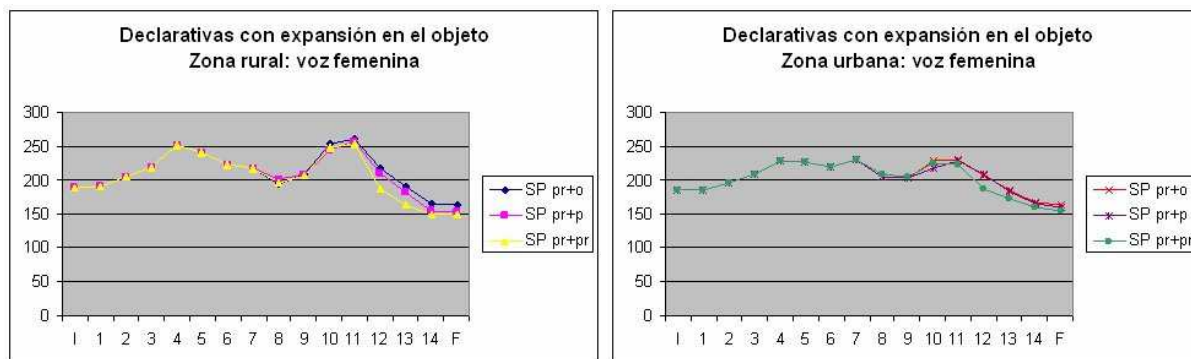 Declarativas con expansión en el objeto
Zona rural: voz femenina
300
250
200
150
100
50
0
I 1 2 3 4 5 6 7 8 9 10 11 12 13 14 F
SP pr+o
SP pr+p
SP pr+pr
Declarativas con expansión en el objeto
Zona urbana: voz femenina
300
250
200
150
100
50
0
I 1 2 3 4 5 6 7 8 9 10 11 12 13 14 F
SP pr+o
SP pr+p
SP pr+pr